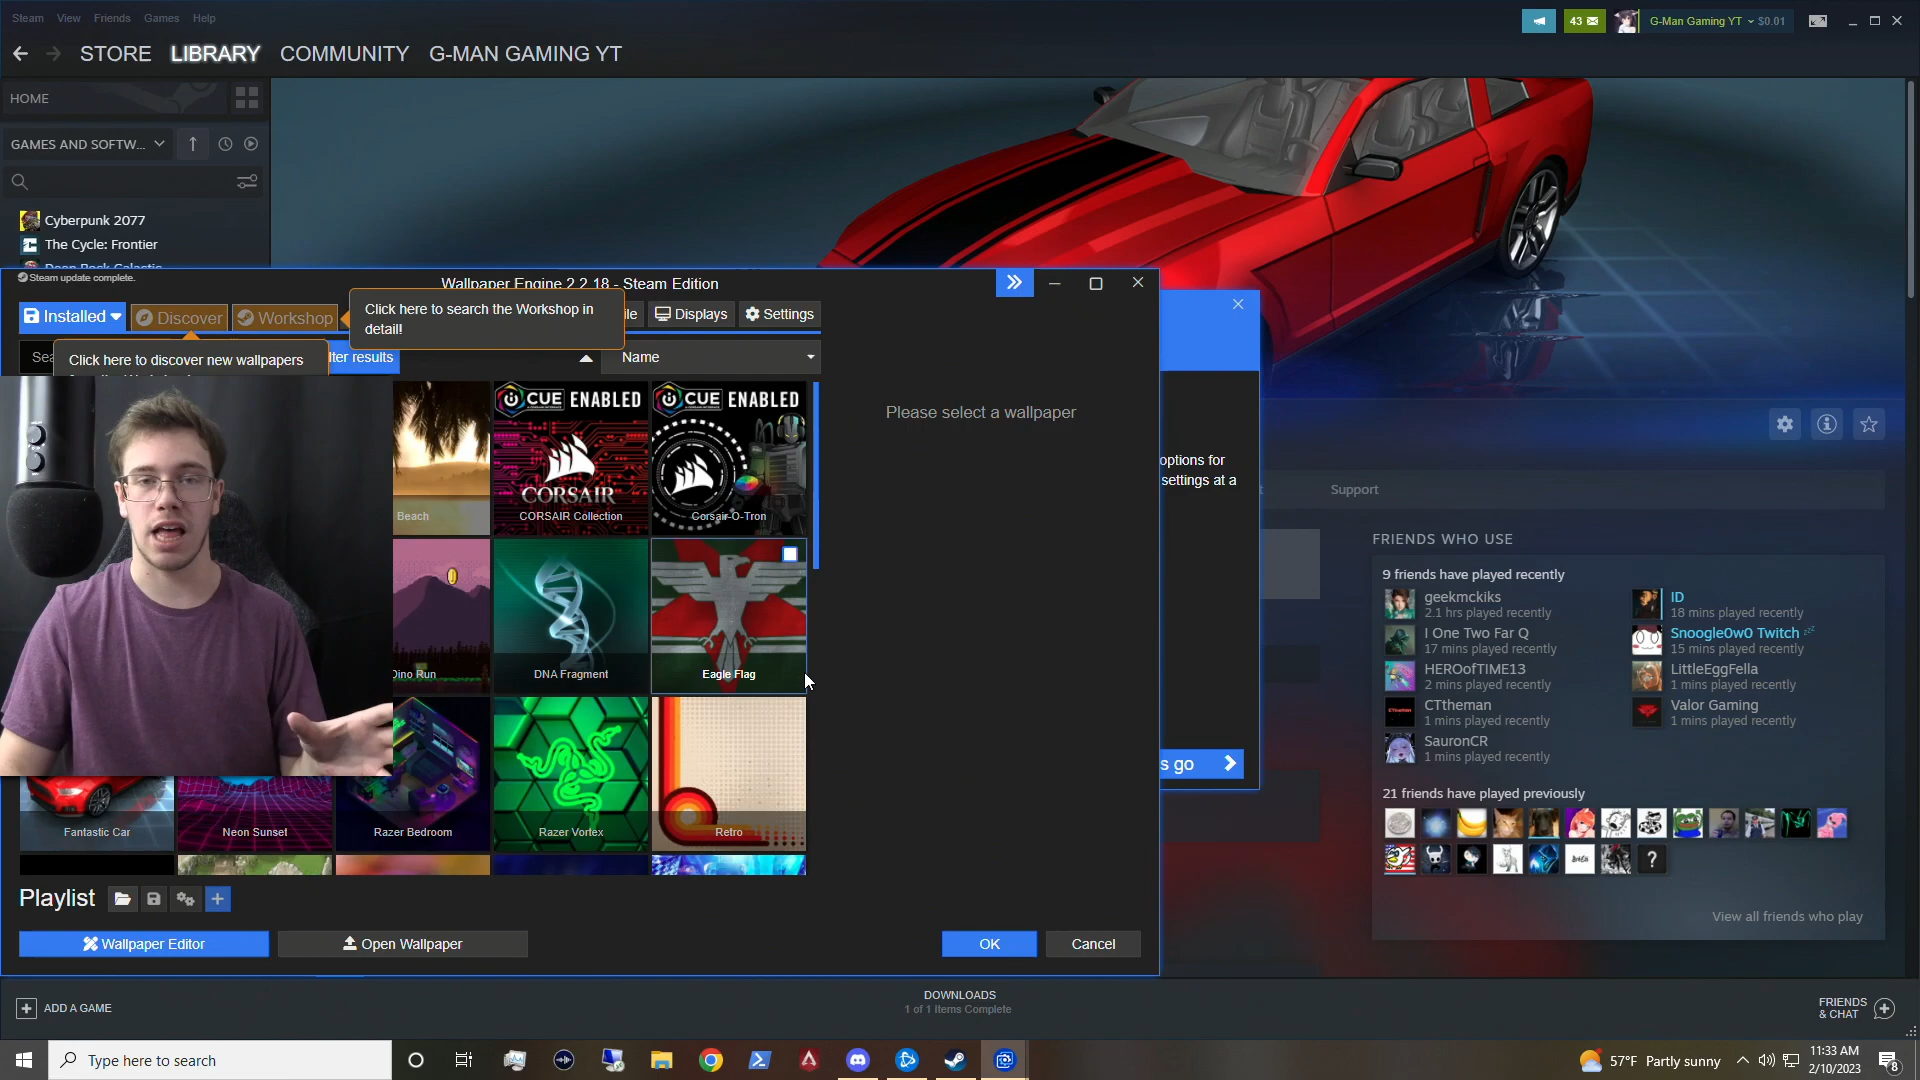 Steam View Friends Games Help
43
G-Man Gaming YT
$0.01
STORE LIBRARY COMMUNITY G-MAN GAMING YT
HOME
GAMES AND SOFTW...
Cyberpunk 2077
The Cycle: Frontier
Deep Rock Galactic
Steam update complete.
Wallpaper Engine 2.2.18 - Steam Edition
Installed
Discover
Workshop
Click here to search the Workshop in
detail!
ile
Displays
Settings
Sea
Click here to discover new wallpapers
lter results
Name
Please select a wallpaper
Beach
CUE ENABLED
CORSAIR
CORSAIR Collection
CUE ENABLED
Corsair-O-Tron
options for
settings at a
Dino Run
DNA Fragment
Eagle Flag
s go
Fantastic Car
Neon Sunset
Razer Bedroom
Razer Vortex
Retro
Playlist
Wallpaper Editor
Open Wallpaper
OK
Cancel
t
Support
FRIENDS WHO USE
9 friends have played recently
geekmckiks
2.1 hrs played recently
ID
18 mins played recently
I One Two Far Q
17 mins played recently
SnoogleOwO Twitch zzz
15 mins played recently
HEROofTIME13
2 mins played recently
LittleEggFella
1 mins played recently
CTtheman
1 mins played recently
Valor Gaming
1 mins played recently
SauronCR
1 mins played recently
21 friends have played previously
?
View all friends who play
ADD A GAME
DOWNLOADS
1 of 1 Items Complete
FRIENDS
& CHAT
Type here to search
57°F Partly sunny
11:33 AM
2/10/2023
8